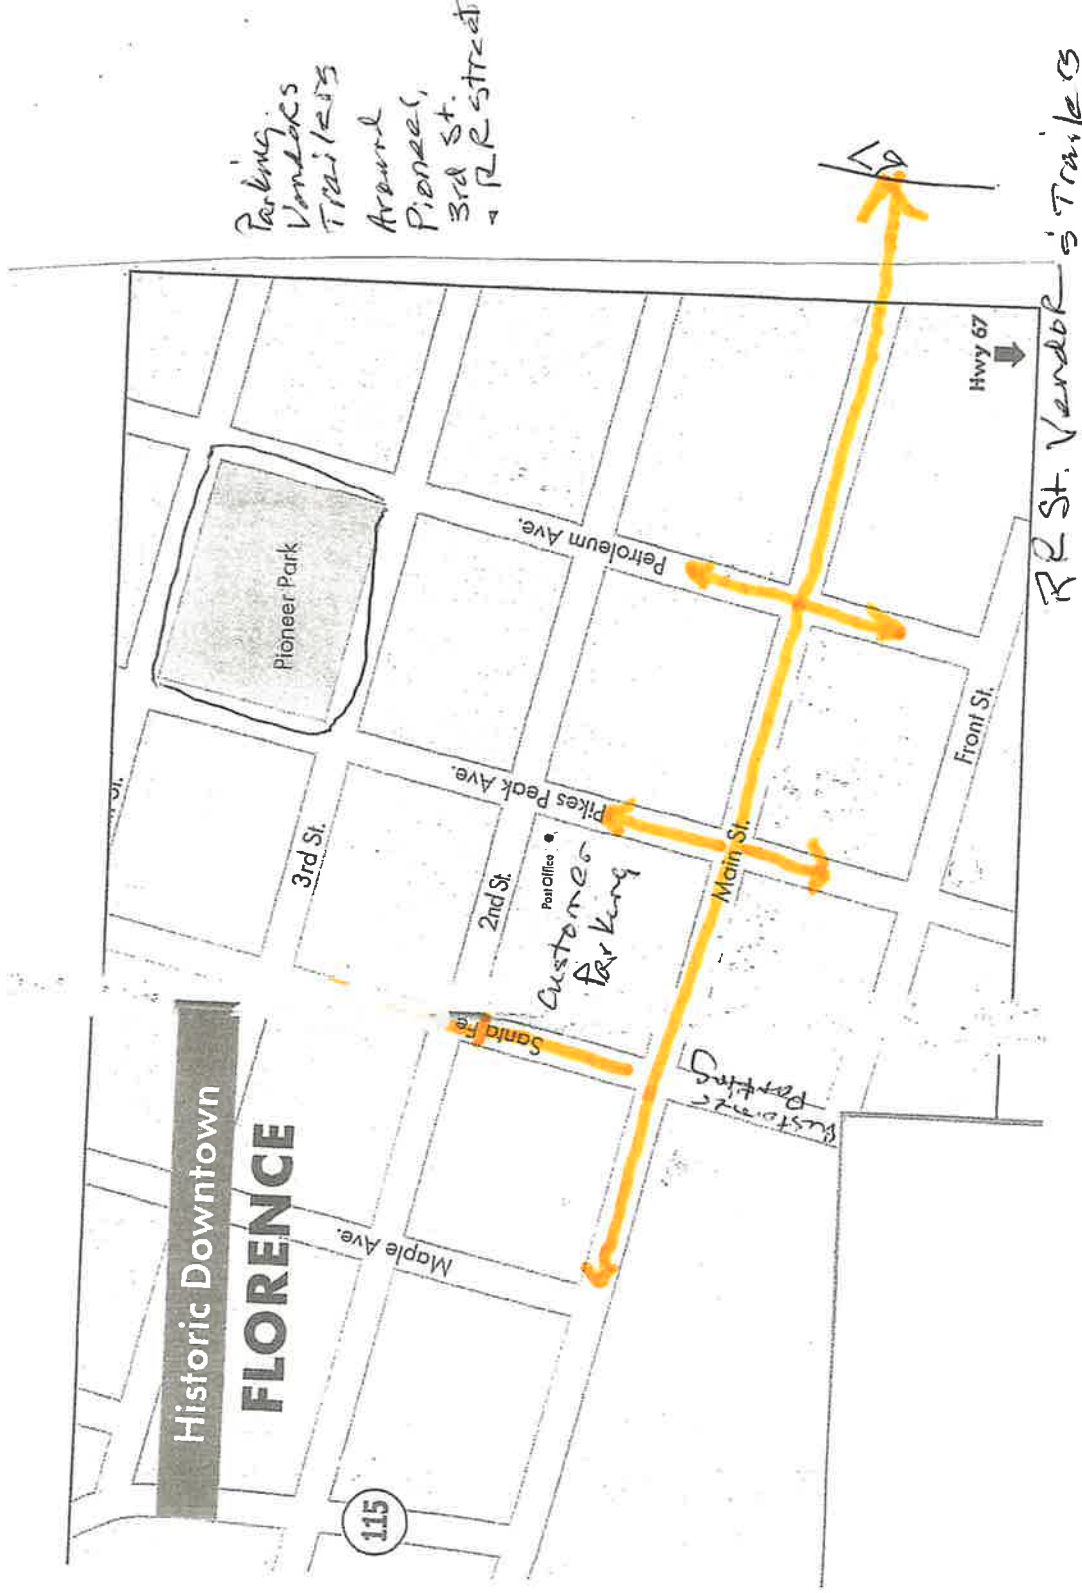 Historic Downtown
FLORENCE
115
Maple Ave.
Santa Fe
3rd St.
2nd St.
Pikes Peak Ave.
Post Office
Customer
Parking
Customer
Parking
Main St.
Pioneer Park
Petroleum Ave.
Front St.
Hwy 67
St.
Parking
Vendors
Trailers
Around
Pioneer,
3rd St.
RR Street
RR St. Vendor s Trailers